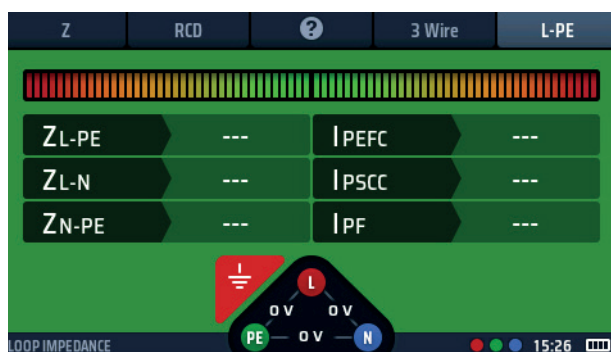 Z RCD ? 3 Wire L-PE
ZL-PE --- IPEFC ---
ZL-N --- IPSCC ---
ZN-PE --- IPF ---
L
0 V 0 V
PE 0 V N
LOOP IMPEDANCE 15:26